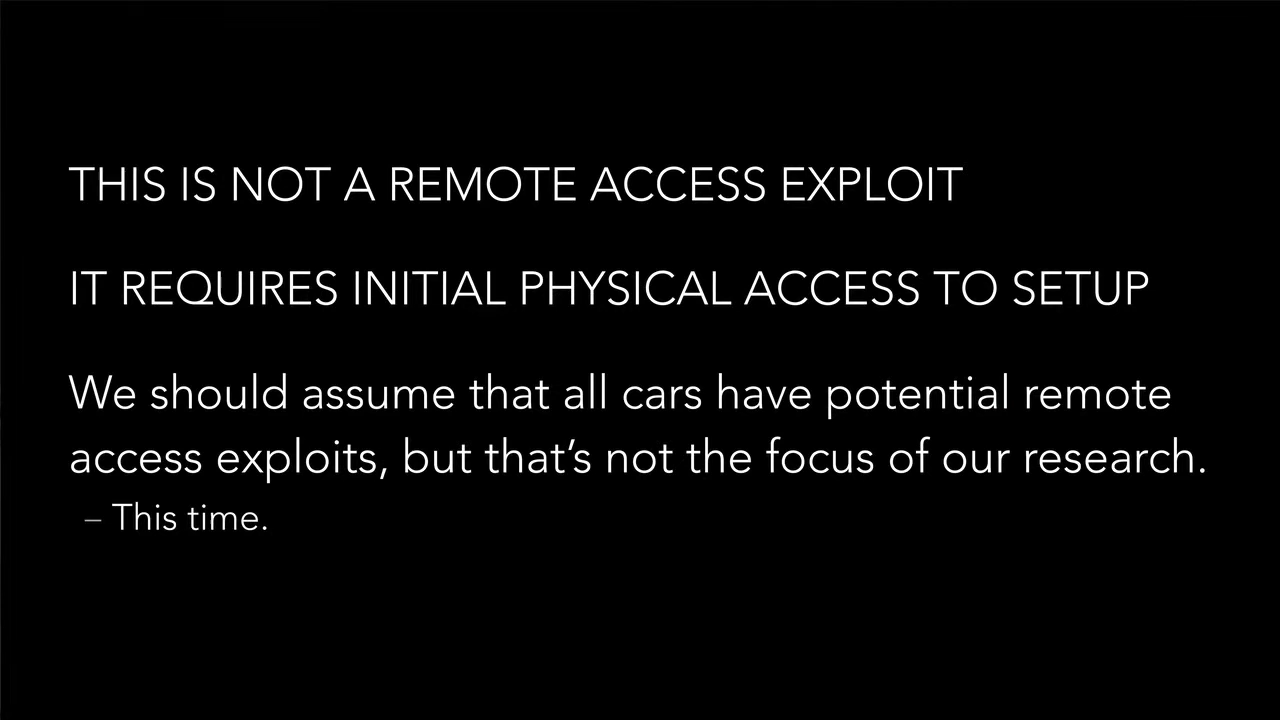 THIS IS NOT A REMOTE ACCESS EXPLOIT
IT REQUIRES INITIAL PHYSICAL ACCESS TO SETUP
We should assume that all cars have potential remote
access exploits, but that’s not the focus of our research.
– This time.